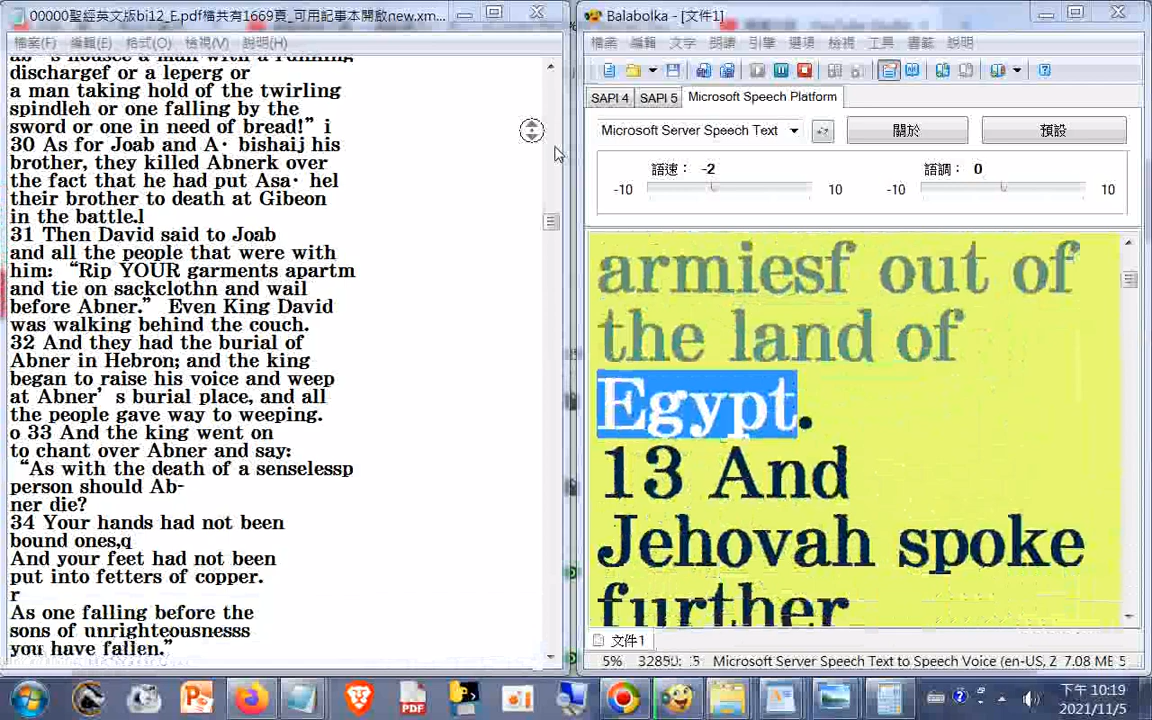 00000聖經英文版bi12_E.pdf檔共有1669頁_可用記事本開啟new.xm...
檔案(F) 編輯(E) 格式(O) 檢視(V) 說明(H)
dischargef or a leperg or
a man taking hold of the twirling
spindleh or one falling by the
sword or one in need of bread!” i
30 As for Joab and A· bishaij his
brother, they killed Abnerk over
the fact that he had put Asa· hel
their brother to death at Gibeon
in the battle.l
31 Then David said to Joab
and all the people that were with
him: “Rip YOUR garments apartm
and tie on sackclothn and wail
before Abner.” Even King David
was walking behind the couch.
32 And they had the burial of
Abner in Hebron; and the king
began to raise his voice and weep
at Abner’ s burial place, and all
the people gave way to weeping.
o 33 And the king went on
to chant over Abner and say:
“As with the death of a senselessp
person should Ab-
ner die?
34 Your hands had not been
bound ones,q
And your feet had not been
put into fetters of copper.
r
As one falling before the
sons of unrighteousnesss
you have fallen.”
Balabolka - [文件1]
檔案 編輯 文字 朗讀 引擎 選項 檢視 工具 書籤 說明
SAPI 4 SAPI 5 Microsoft Speech Platform
Microsoft Server Speech Text 關於 預設
語速： -2 語調： 0
-10 10 -10 10
armiesf out of
the land of
Egypt.
13 And
Jehovah spoke
further
文件1
5% Microsoft Server Speech Text to Speech Voice (en-US, 7.08 MB
PDF
下午 10:19
2021/11/5